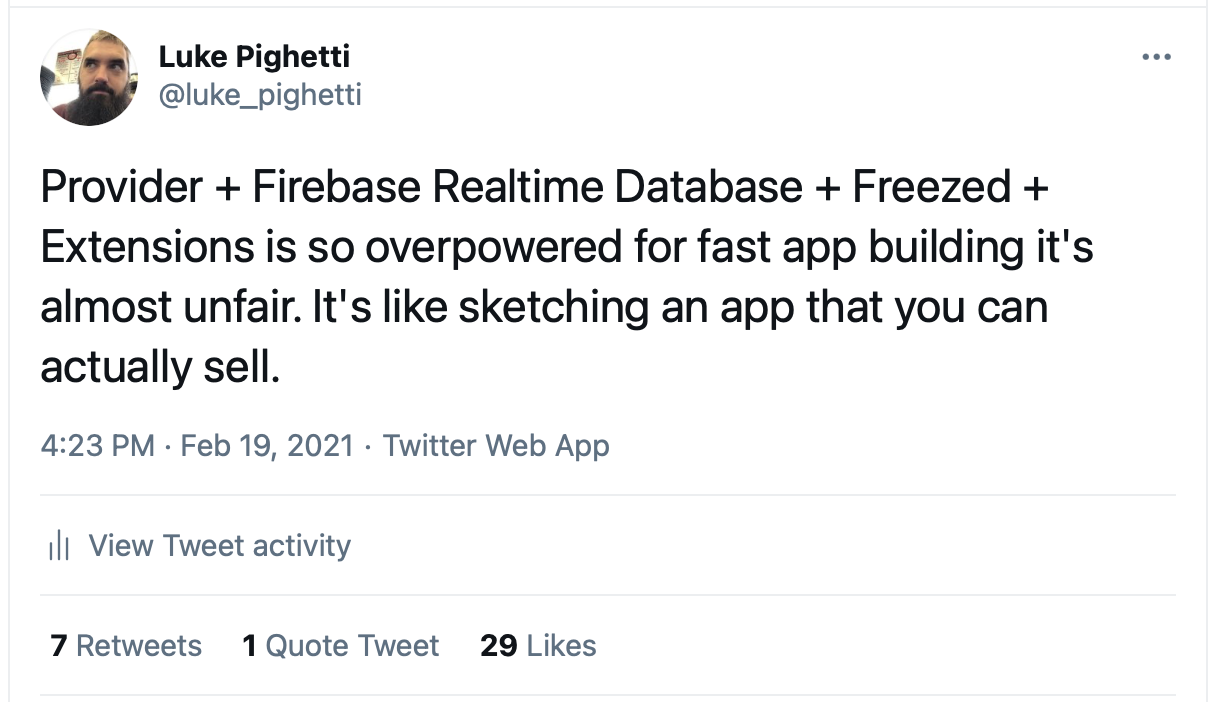 Luke Pighetti
@luke_pighetti
Provider + Firebase Realtime Database + Freezed +
Extensions is so overpowered for fast app building it's
almost unfair. It's like sketching an app that you can
actually sell.
4:23 PM · Feb 19, 2021 · Twitter Web App
View Tweet activity
7 Retweets 1 Quote Tweet 29 Likes